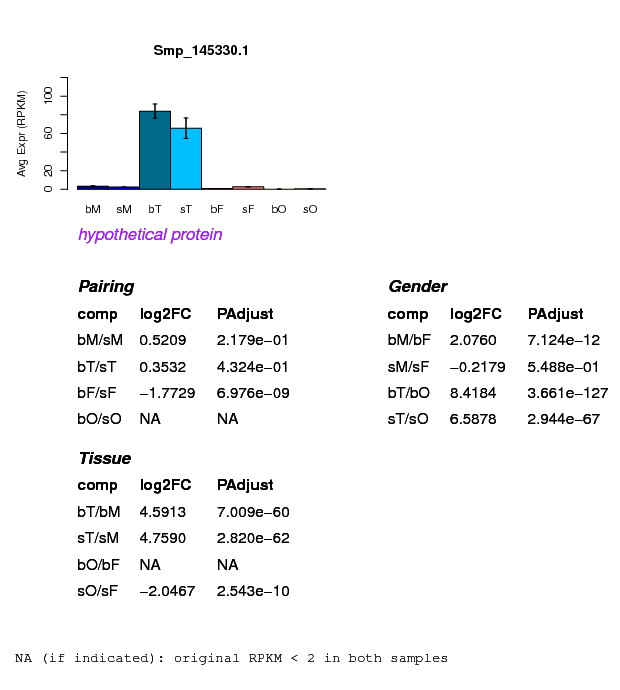 Smp_145330.1
Avg Expr (RPKM)
0 20 60 100
bM sM bT sT bF sF bO sO
hypothetical protein
Pairing
comp log2FC PAdjust
bM/sM 0.5209 2.179e−01
bT/sT 0.3532 4.324e−01
bF/sF −1.7729 6.976e−09
bO/sO NA NA
Gender
comp log2FC PAdjust
bM/bF 2.0760 7.124e−12
sM/sF −0.2179 5.488e−01
bT/bO 8.4184 3.661e−127
sT/sO 6.5878 2.944e−67
Tissue
comp log2FC PAdjust
bT/bM 4.5913 7.009e−60
sT/sM 4.7590 2.820e−62
bO/bF NA NA
sO/sF −2.0467 2.543e−10
NA (if indicated): original RPKM < 2 in both samples